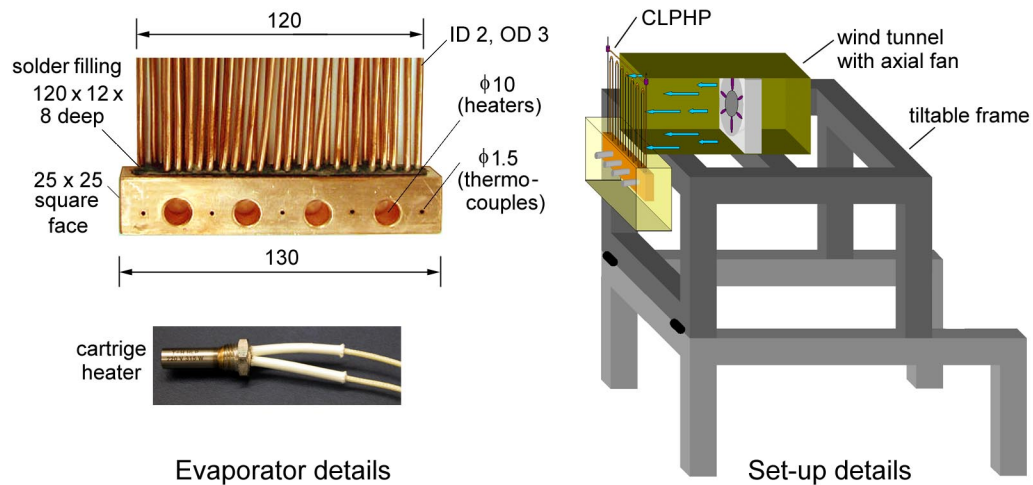 120
ID 2, OD 3
solder filling
120 x 12 x
8 deep
ϕ10
(heaters)
25 x 25
square
face
ϕ1.5
(thermo-
couples)
130
cartrige
heater
Evaporator details
CLPHP
wind tunnel
with axial fan
tiltable frame
Set-up details